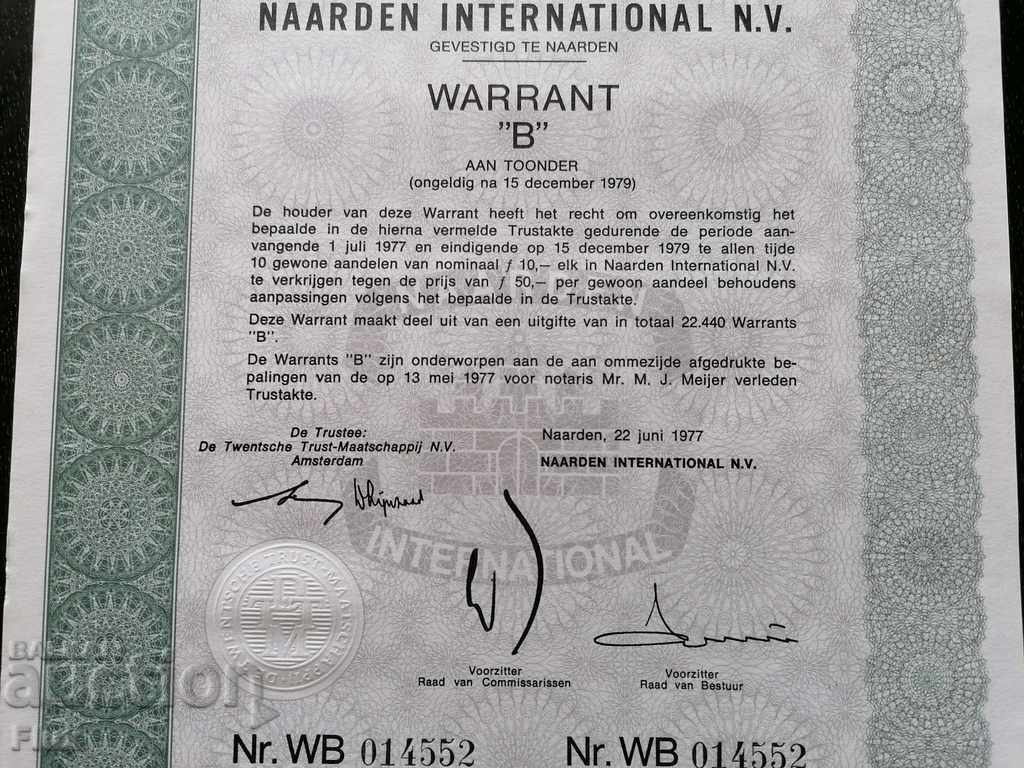 NAARDEN INTERNATIONAL N.V.
GEVESTIGD TE NAARDEN
WARRANT
"B"
AAN TOONDER
(ongeldig na 15 december 1979)
De houder van deze Warrant heeft het recht om overeenkomstig het
bepaalde in de hierna vermelde Trustakte gedurende de periode aan-
vangende 1 juli 1977 en eindigende op 15 december 1979 te allen tijde
10 gewone aandelen van nominaal ƒ 10,— elk in Naarden International N.V.
te verkrijgen tegen de prijs van ƒ 50,— per gewoon aandeel behoudens
aanpassingen volgens het bepaalde in de Trustakte.
Deze Warrant maakt deel uit van een uitgifte van in totaal 22.440 Warrants
"B".
De Warrants "B" zijn onderworpen aan de aan ommezijde afgedrukte be-
palingen van de op 13 mei 1977 voor notaris Mr. M. J. Meijer verleden
Trustakte.
De Trustee:
De Twentsche Trust-Maatschappij N.V.
Amsterdam
Naarden, 22 juni 1977
NAARDEN INTERNATIONAL N.V.
INTERNATIONAL
Voorzitter
Raad van Commissarissen
Voorzitter
Raad van Bestuur
auction
Nr. WB 014552
Nr. WB 014552